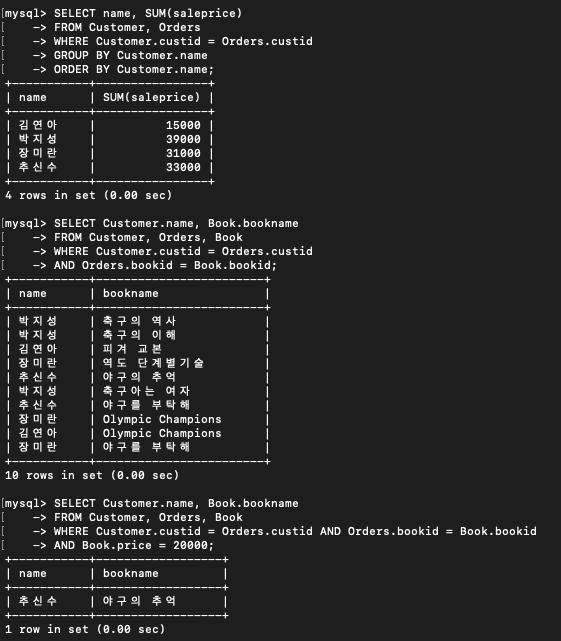 [mysql> SELECT name, SUM(saleprice)
[    -> FROM Customer, Orders
[    -> WHERE Customer.custid = Orders.custid
[    -> GROUP BY Customer.name
[    -> ORDER BY Customer.name;
+-----------+----------------+
| name      | SUM(saleprice) |
+-----------+----------------+
| 김연아    |          15000 |
| 박지성    |          39000 |
| 장미란    |          31000 |
| 추신수    |          33000 |
+-----------+----------------+
4 rows in set (0.00 sec)
[mysql> SELECT Customer.name, Book.bookname
[    -> FROM Customer, Orders, Book
[    -> WHERE Customer.custid = Orders.custid
[    -> AND Orders.bookid = Book.bookid;
+-----------+------------------------+
| name      | bookname               |
+-----------+------------------------+
| 박지성    | 축구의 역사            |
| 박지성    | 축구의 이해            |
| 김연아    | 피겨 교본              |
| 장미란    | 역도 단계별기술        |
| 추신수    | 야구의 추억            |
| 박지성    | 축구아는 여자          |
| 추신수    | 야구를 부탁해          |
| 장미란    | Olympic Champions      |
| 김연아    | Olympic Champions      |
| 장미란    | 야구를 부탁해          |
+-----------+------------------------+
10 rows in set (0.00 sec)
[mysql> SELECT Customer.name, Book.bookname
[    -> FROM Customer, Orders, Book
[    -> WHERE Customer.custid = Orders.custid AND Orders.bookid = Book.bookid
[    -> AND Book.price = 20000;
+-----------+------------------+
| name      | bookname         |
+-----------+------------------+
| 추신수    | 야구의 추억      |
+-----------+------------------+
1 row in set (0.00 sec)